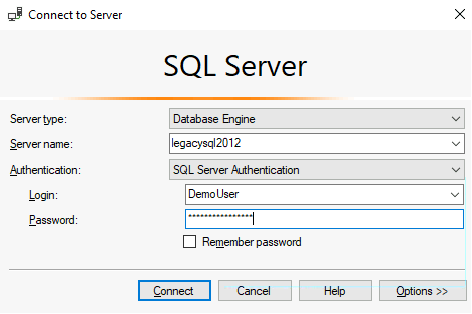 Connect to Server
SQL Server
Server type: Database Engine
Server name: legacysql2012
Authentication: SQL Server Authentication
Login: DemoUser
Password: ****************
Remember password
Connect Cancel Help Options >>